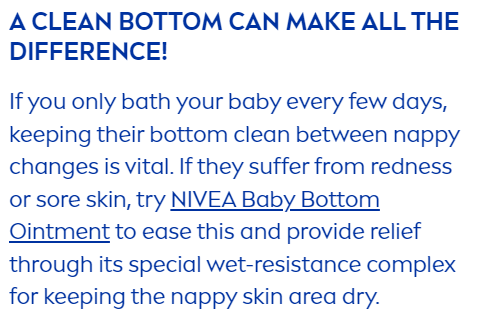 A CLEAN BOTTOM CAN MAKE ALL THE
DIFFERENCE!
If you only bath your baby every few days,
keeping their bottom clean between nappy
changes is vital. If they suffer from redness
or sore skin, try NIVEA Baby Bottom
Ointment to ease this and provide relief
through its special wet-resistance complex
for keeping the nappy skin area dry.